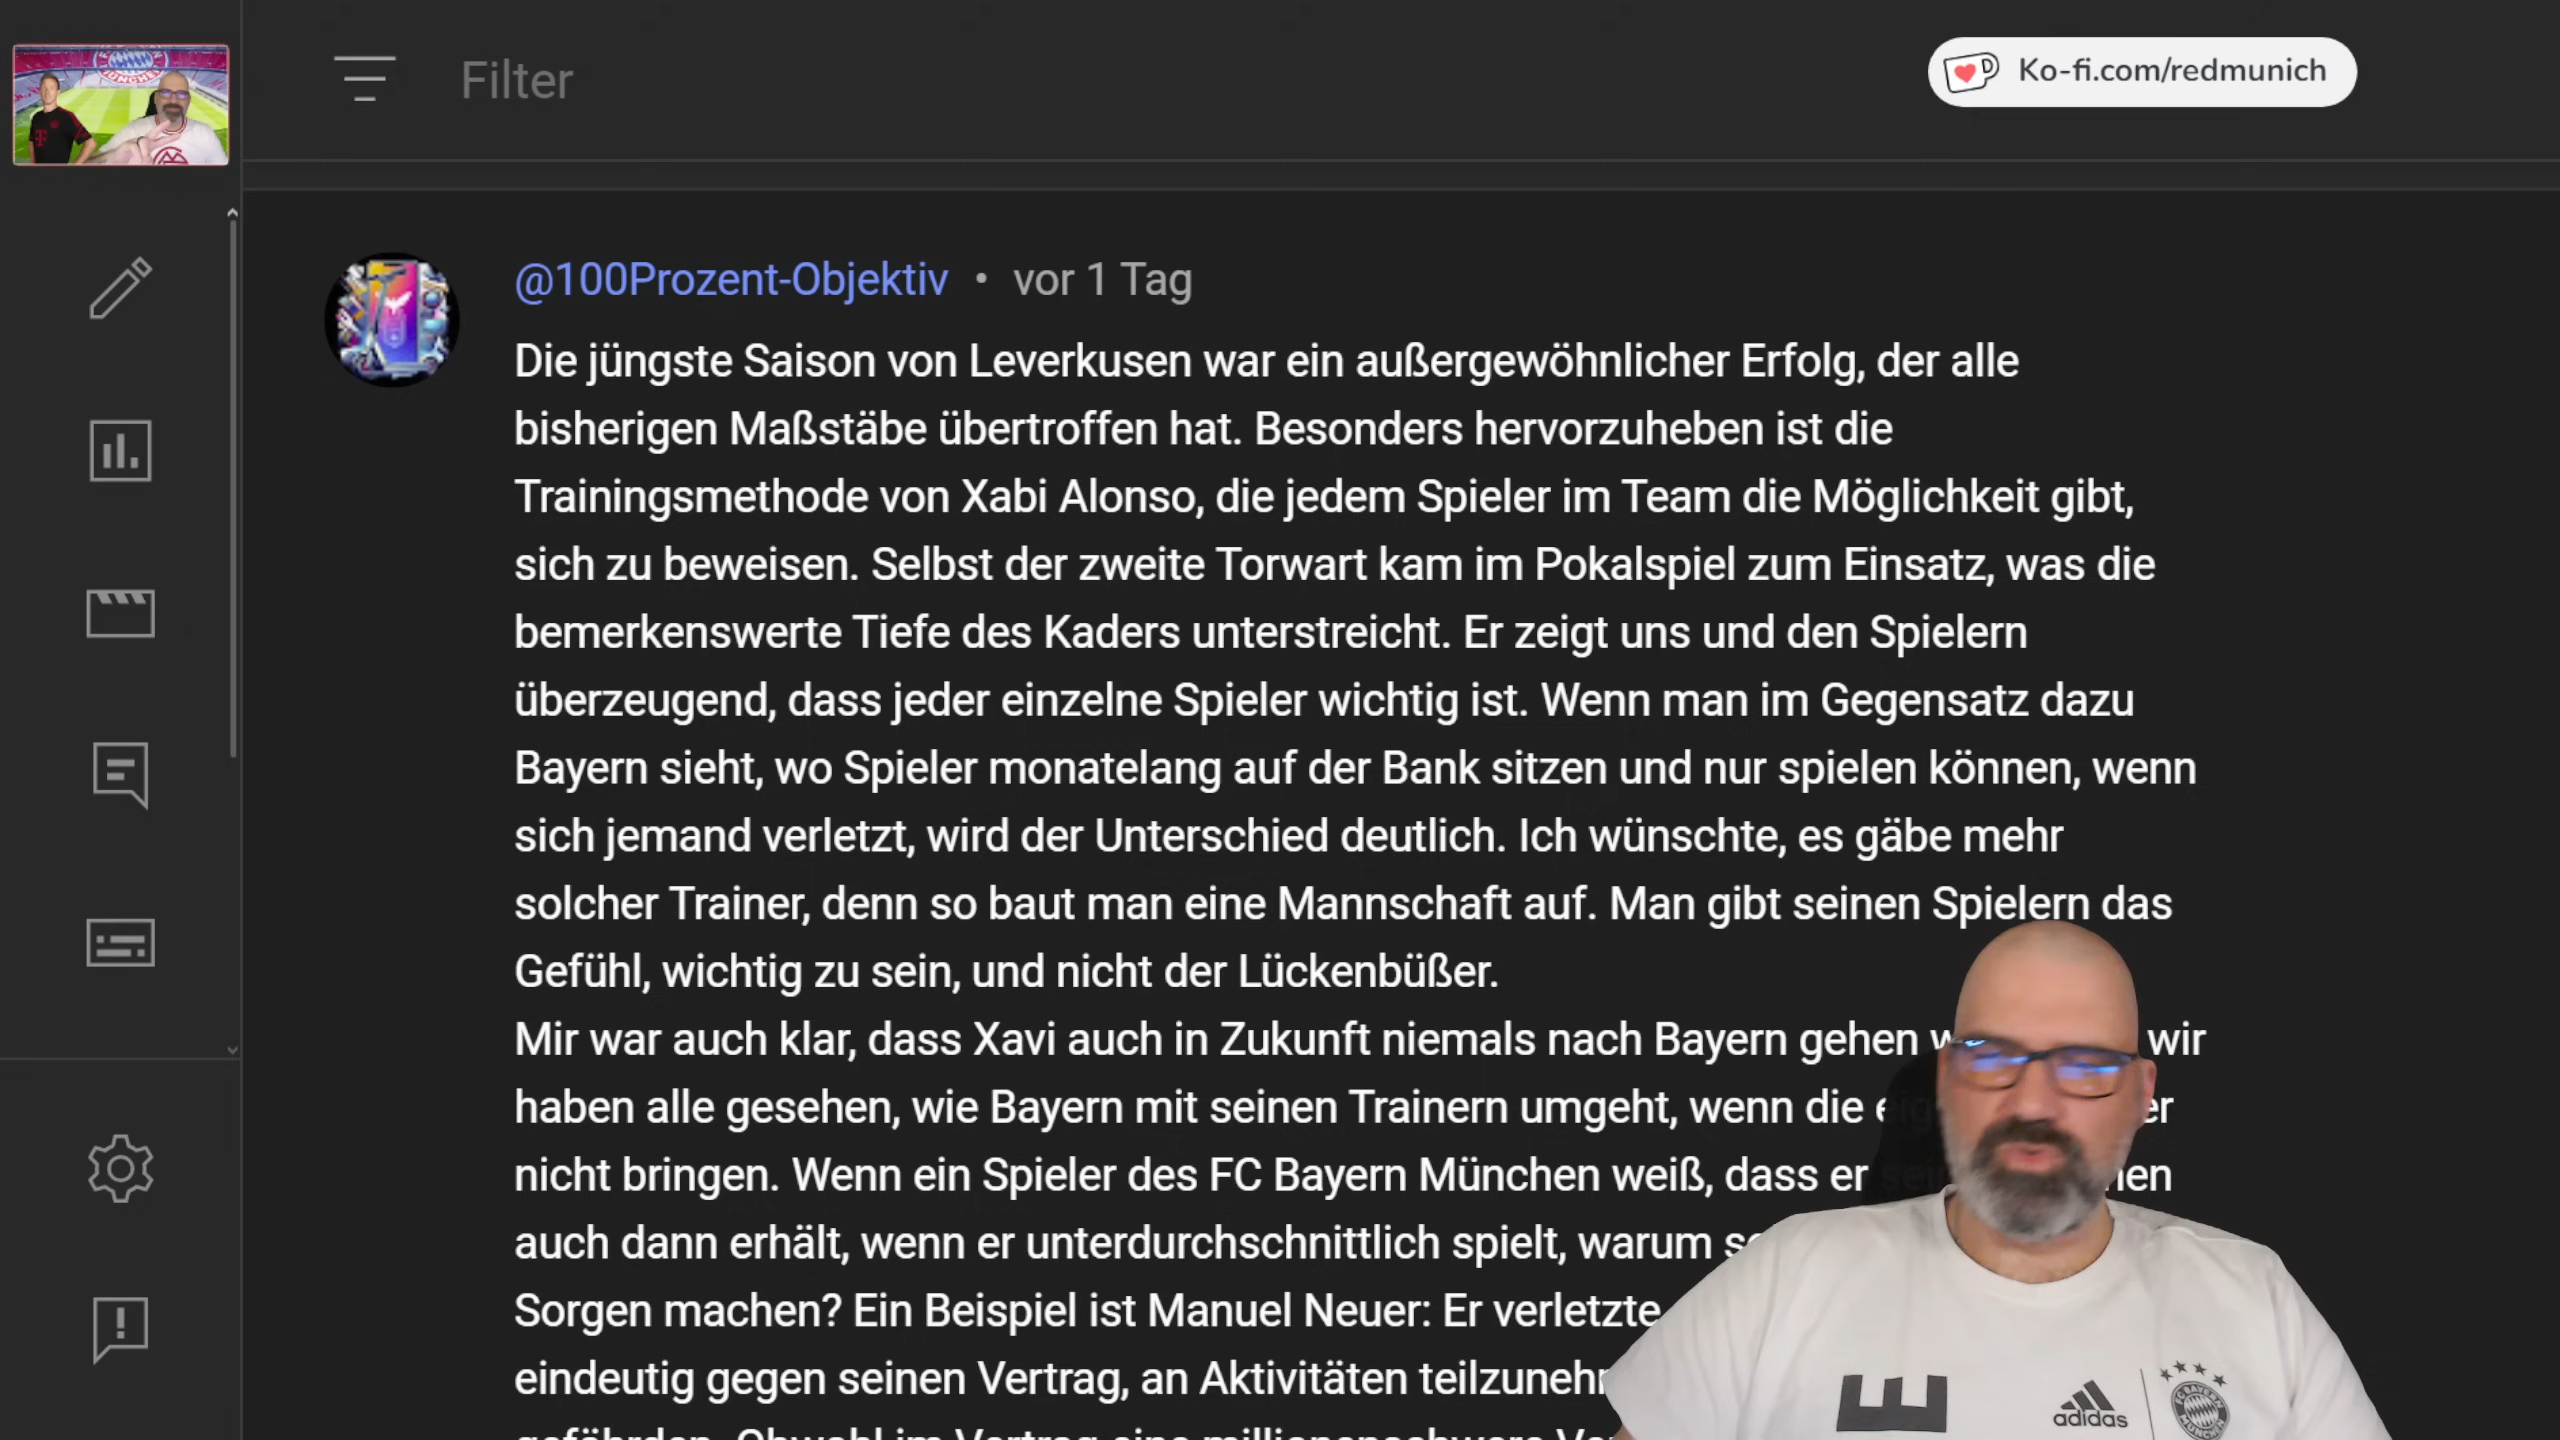 Filter
Ko-fi.com/redmunich
@100Prozent-Objektiv • vor 1 Tag
Die jüngste Saison von Leverkusen war ein außergewöhnlicher Erfolg, der alle
bisherigen Maßstäbe übertroffen hat. Besonders hervorzuheben ist die
Trainingsmethode von Xabi Alonso, die jedem Spieler im Team die Möglichkeit gibt,
sich zu beweisen. Selbst der zweite Torwart kam im Pokalspiel zum Einsatz, was die
bemerkenswerte Tiefe des Kaders unterstreicht. Er zeigt uns und den Spielern
überzeugend, dass jeder einzelne Spieler wichtig ist. Wenn man im Gegensatz dazu
Bayern sieht, wo Spieler monatelang auf der Bank sitzen und nur spielen können, wenn
sich jemand verletzt, wird der Unterschied deutlich. Ich wünschte, es gäbe mehr
solcher Trainer, denn so baut man eine Mannschaft auf. Man gibt seinen Spielern das
Gefühl, wichtig zu sein, und nicht der Lückenbüßer.
Mir war auch klar, dass Xavi auch in Zukunft niemals nach Bayern gehen wir
haben alle gesehen, wie Bayern mit seinen Trainern umgeht, wenn die
nicht bringen. Wenn ein Spieler des FC Bayern München weiß, dass er
auch dann erhält, wenn er unterdurchschnittlich spielt, warum
Sorgen machen? Ein Beispiel ist Manuel Neuer: Er verletzte
eindeutig gegen seinen Vertrag, an Aktivitäten
adidas